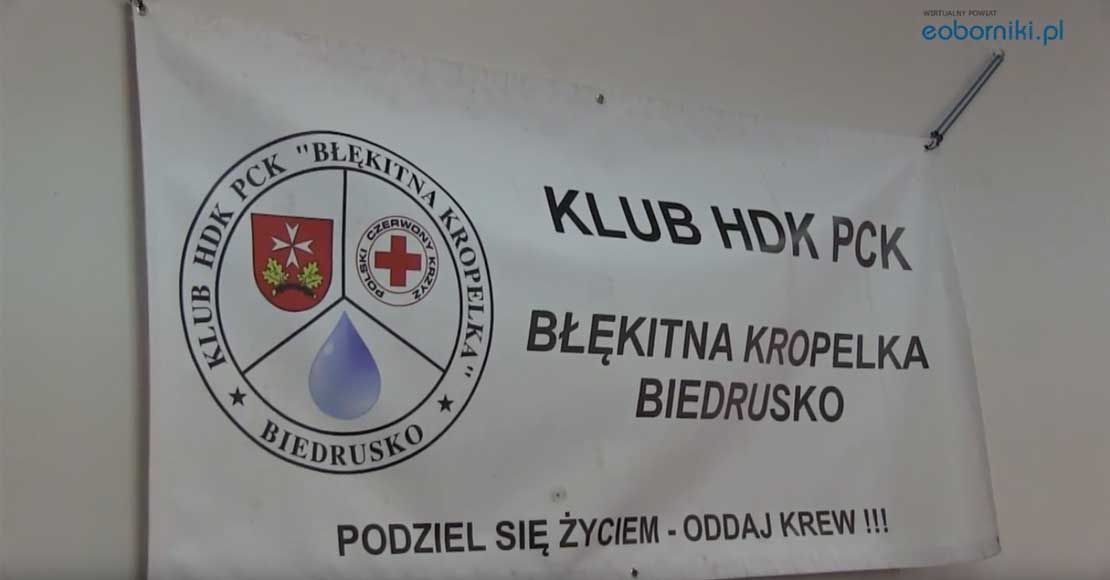 WIRTUALNY POWIAT
eoborniki.pl
KLUB HDK PCK "BŁĘKITNA KROPELKA"
BIEDRUSKO
POLSKI CZERWONY KRZYŻ
KLUB HDK PCK
BŁĘKITNA KROPELKA
BIEDRUSKO
PODZIEL SIĘ ŻYCIEM - ODDAJ KREW !!!